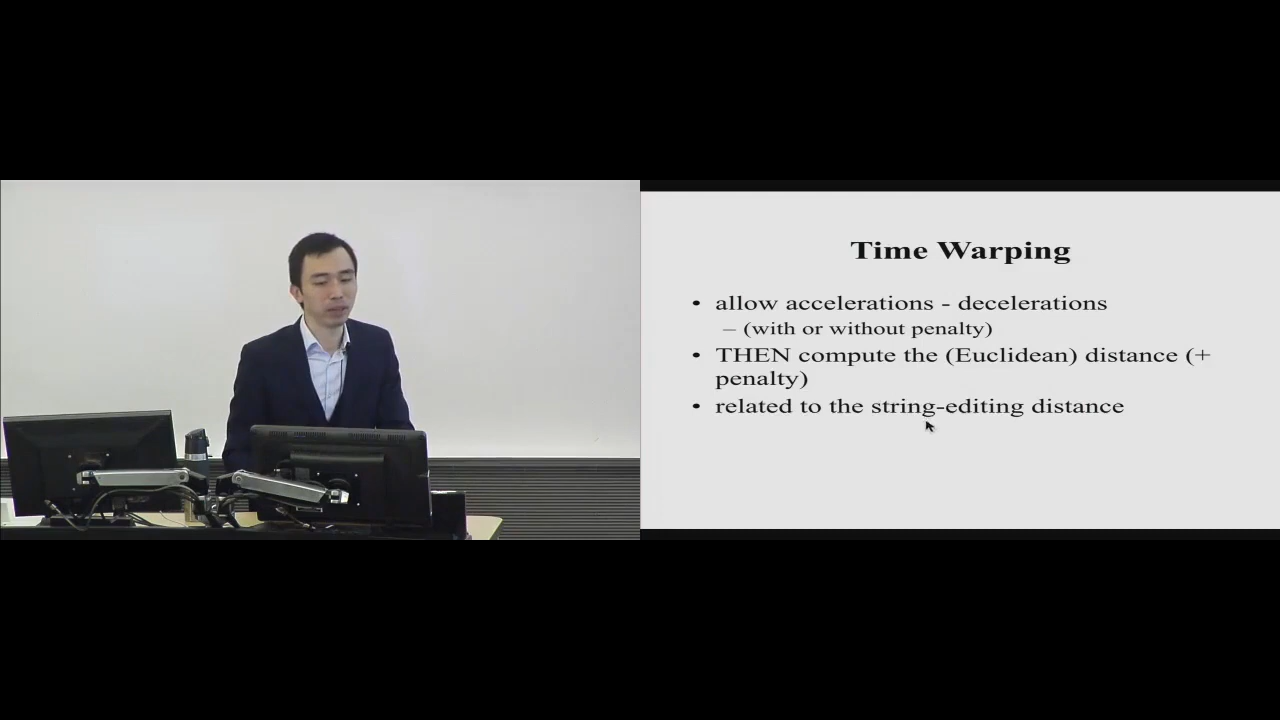 Time Warping
• allow accelerations - decelerations
– (with or without penalty)
• THEN compute the (Euclidean) distance (+
penalty)
• related to the string-editing distance